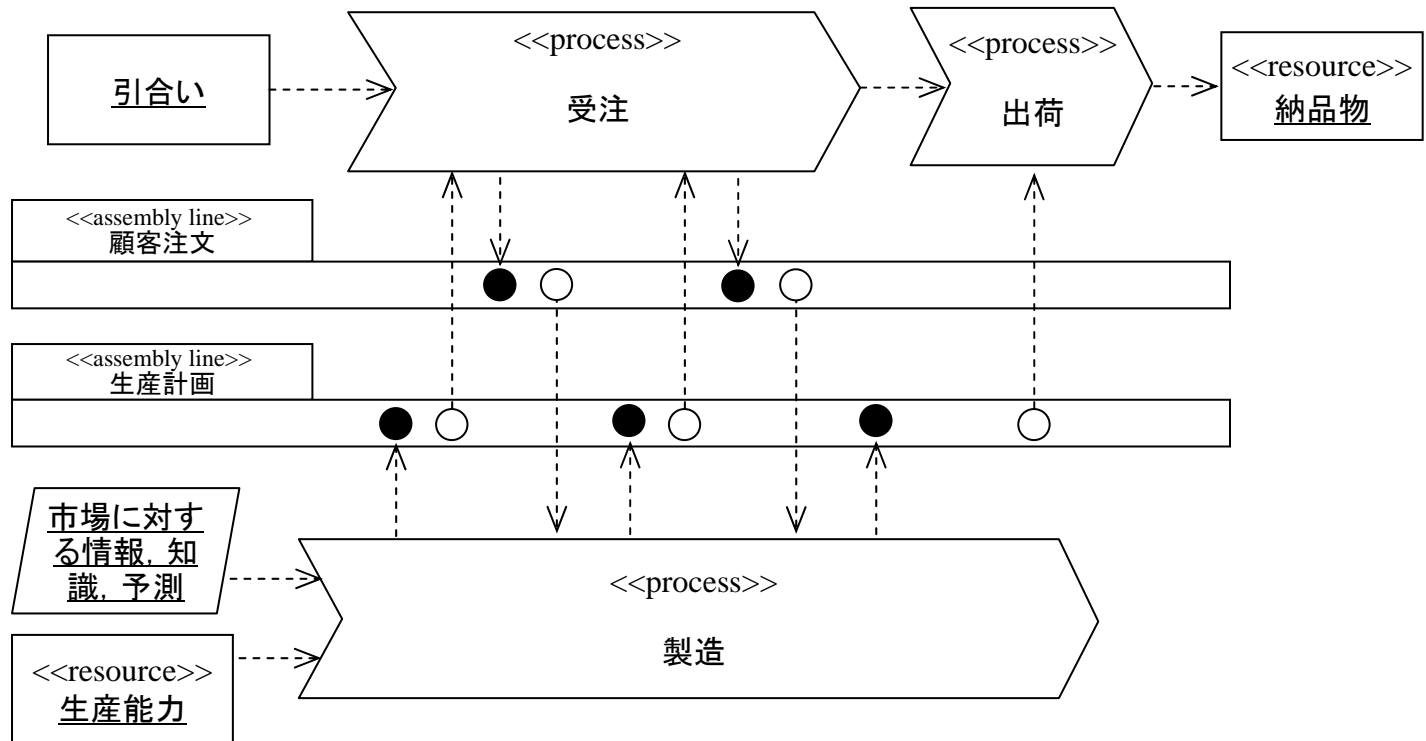 引合い
<<process>>
受注
<<process>>
出荷
<<resource>>
納品物
<<assembly line>>
顧客注文
<<assembly line>>
生産計画
市場に対す
る情報, 知
識, 予測
<<process>>
製造
<<resource>>
生産能力